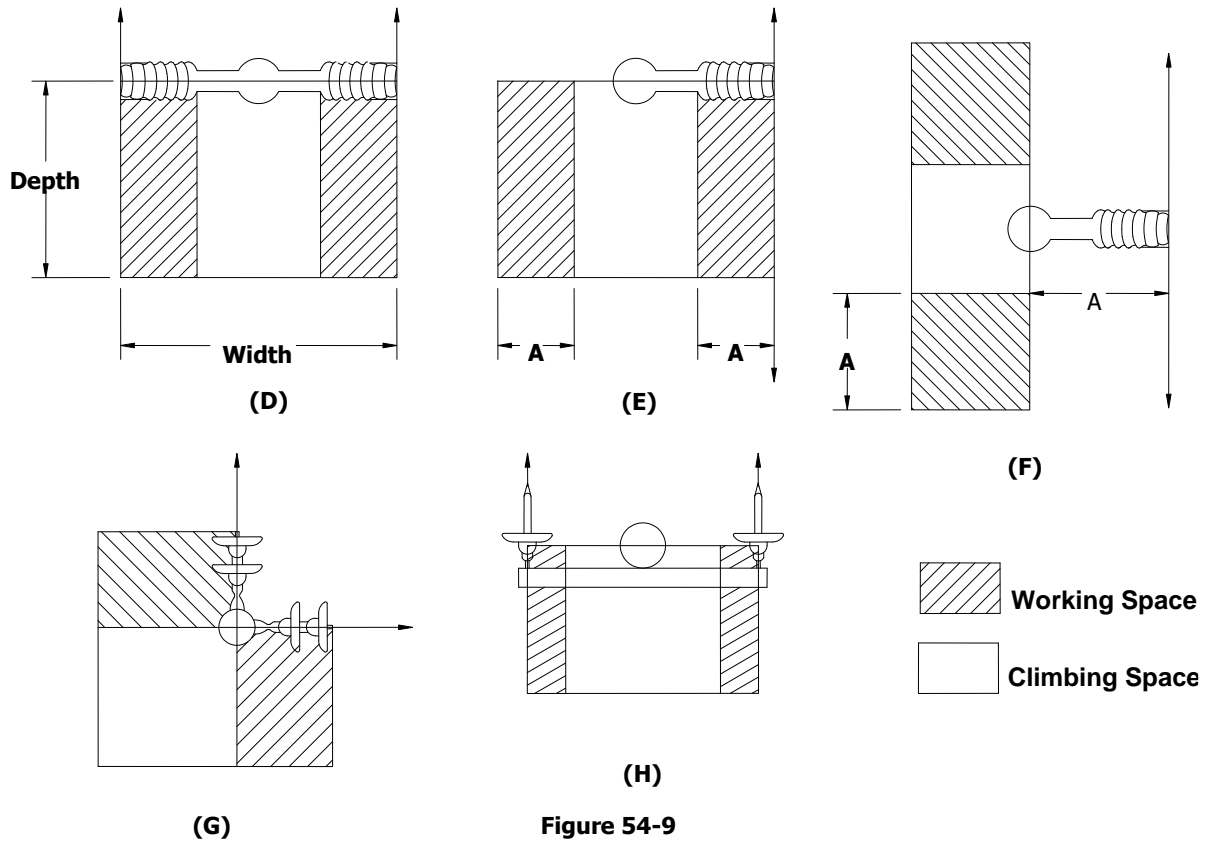 Depth
Width
(D)
A
A
(E)
A
A
(F)
(G)
(H)
Working Space
Climbing Space
Figure 54-9